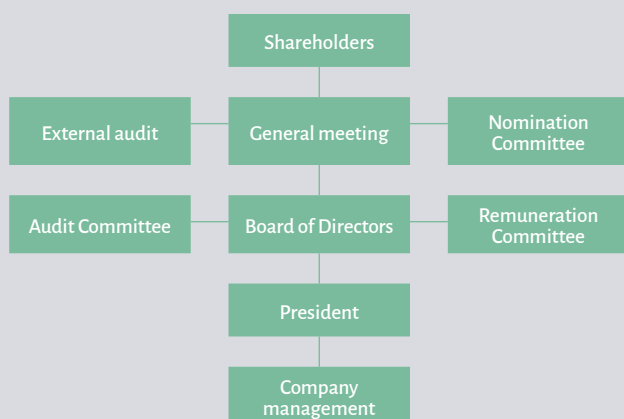 Shareholders
External audit
General meeting
Nomination
Committee
Audit Committee
Board of Directors
Remuneration
Committee
President
Company
management